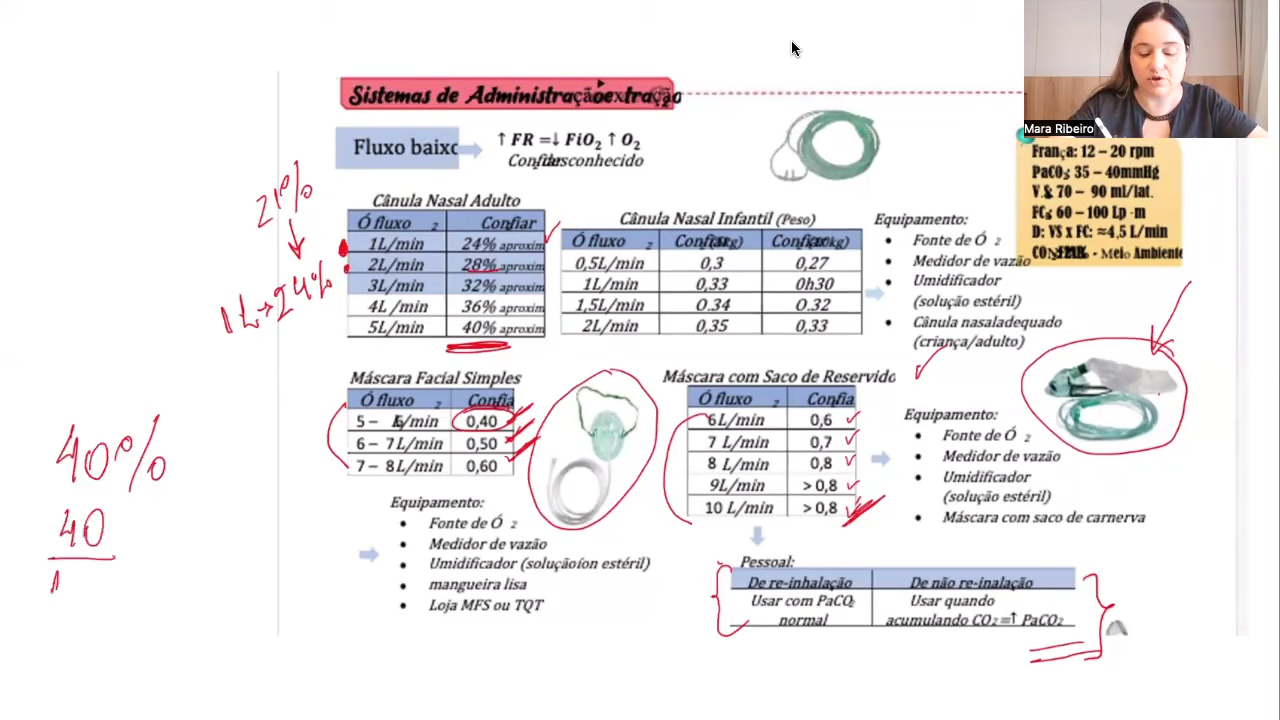 Mara Ribeiro
Sistemas de Administração
Fluxo baixo
↑ FR =↓ FiO₂ ↑ O₂
desconhecido
França: 12 – 20 rpm
PaCO₂: 35 – 40mmHg
V.S: 70 – 90 ml/lat.
FC: 60 – 100 Lp ·m
D: VS x FC: ≈4,5 L/min
- Meio Ambiente
21%
↓
1L→24%
Cânula Nasal Adulto
Ó fluxo ₂ Confiar
1L/min 24% aproxim
2L/min 28% aproxim
3L/min 32% aproxim
4L/min 36% aproxim
5L/min 40% aproxim
Cânula Nasal Infantil (Peso)
Ó fluxo ₂
0,5L/min 0,3 0,27
1L/min 0,33 0h30
1,5L/min O.34 O.32
2L/min 0,35 0,33
Equipamento:
• Fonte de Ó ₂
• Medidor de vazão
• Umidificador
(solução estéril)
• Cânula nasaladequado
(criança/adulto)
Máscara Facial Simples
Ó fluxo ₂ Confia
5 – L/min 0,40
6 – 7L/min 0,50
7 – 8L/min 0,60
Equipamento:
• Fonte de Ó ₂
• Medidor de vazão
• Umidificador (soluçãoíon estéril)
• mangueira lisa
• Loja MFS ou TQT
Máscara com Saco de Reservido
Ó fluxo ₂ Confia
6L/min 0,6
7 L/min 0,7
8 L/min 0,8
9L/min > 0,8
10 L/min > 0,8
Equipamento:
• Fonte de Ó ₂
• Medidor de vazão
• Umidificador
(solução estéril)
• Máscara com saco de carnerva
Pessoal:
De re-inhalação De não re-inalação
Usar com PaCO₂ Usar quando
normal acumulando CO₂ =↑ PaCO₂
40%
40
1